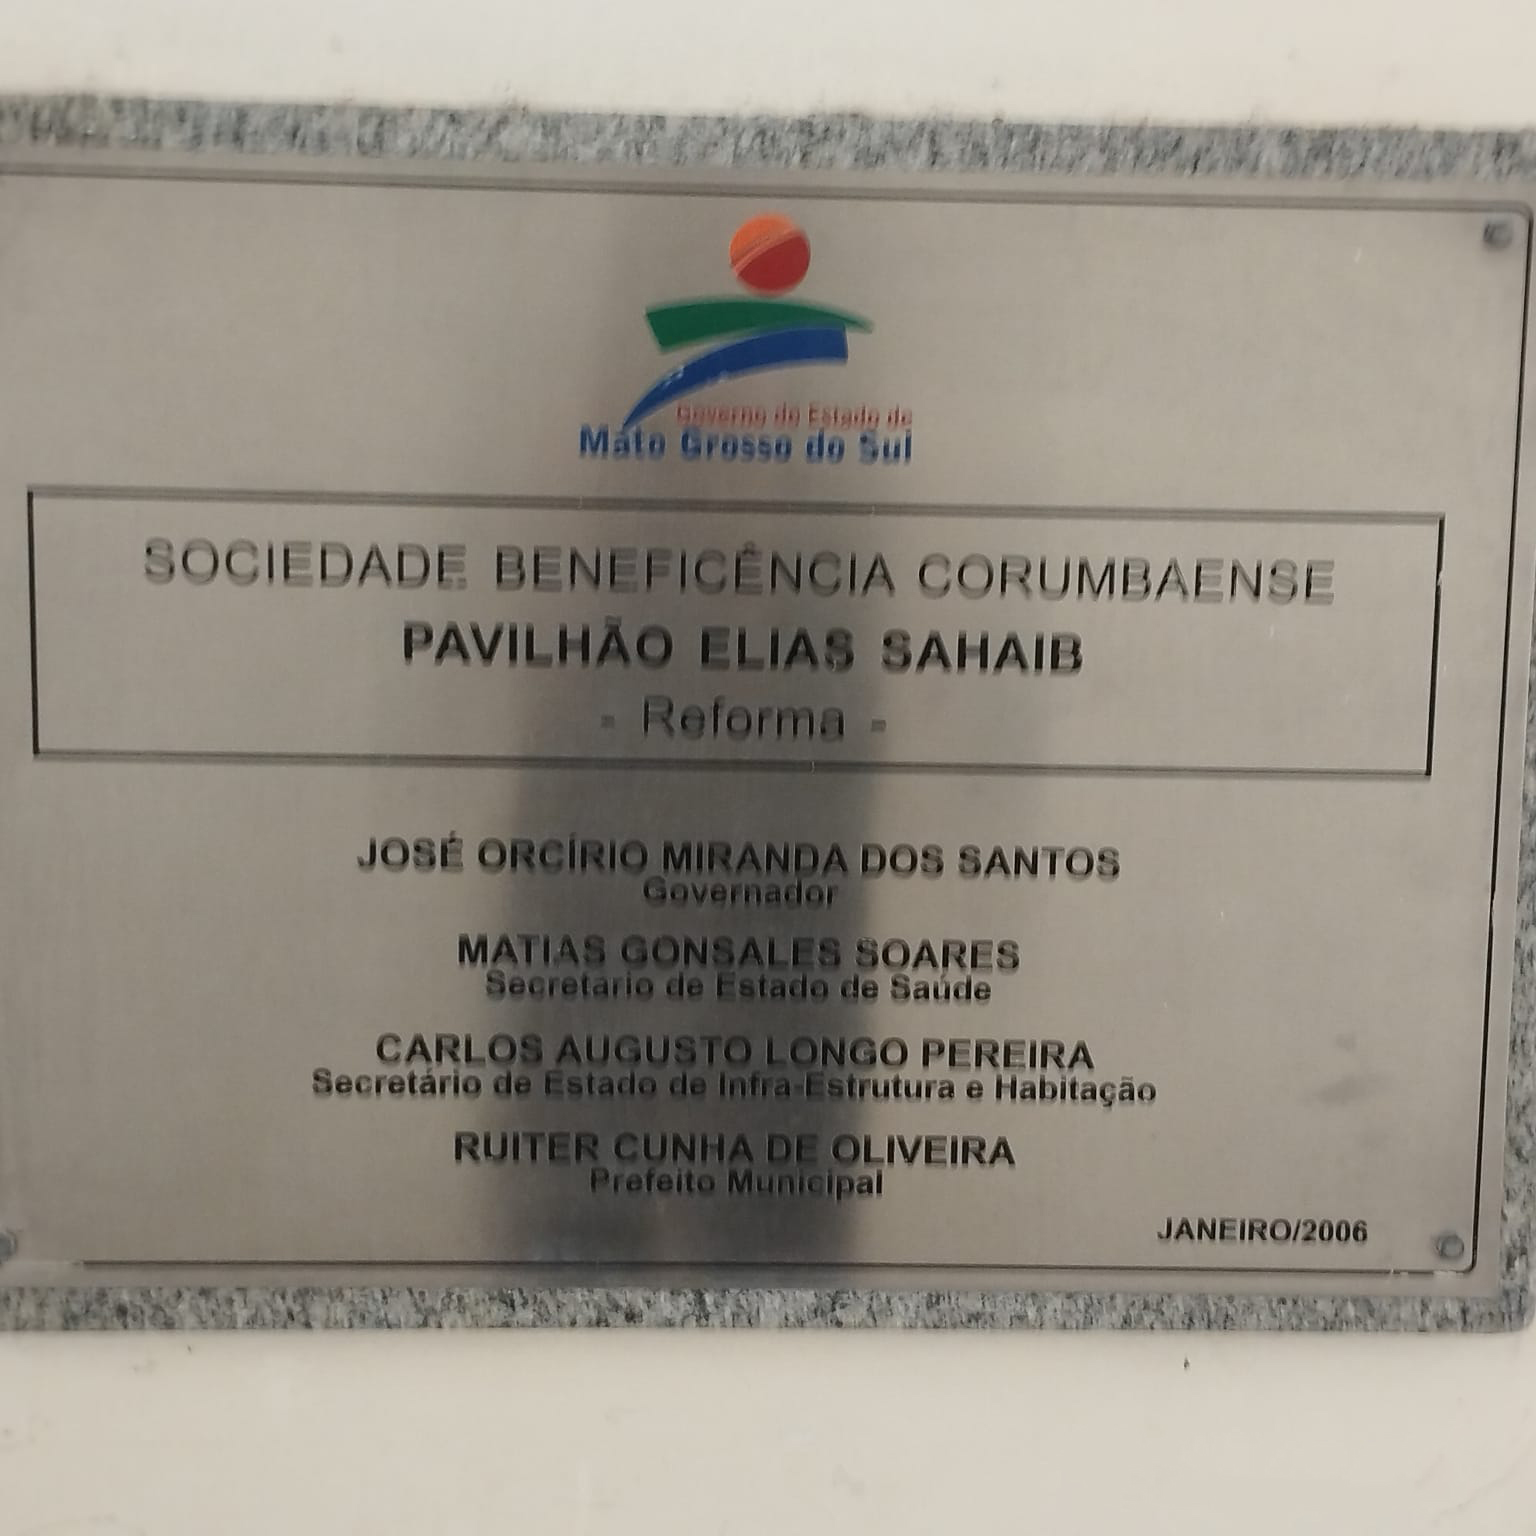 Governo do Estado de
Mato Grosso do Sul
SOCIEDADE BENEFICÊNCIA CORUMBAENSE
PAVILHÃO ELIAS SAHAIB
- Reforma -
JOSÉ ORCÍRIO MIRANDA DOS SANTOS
Governador
MATIAS GONSALES SOARES
Secretário de Estado de Saúde
CARLOS AUGUSTO LONGO PEREIRA
Secretário de Estado de Infra-Estrutura e Habitação
RUITER CUNHA DE OLIVEIRA
Prefeito Municipal
JANEIRO/2006